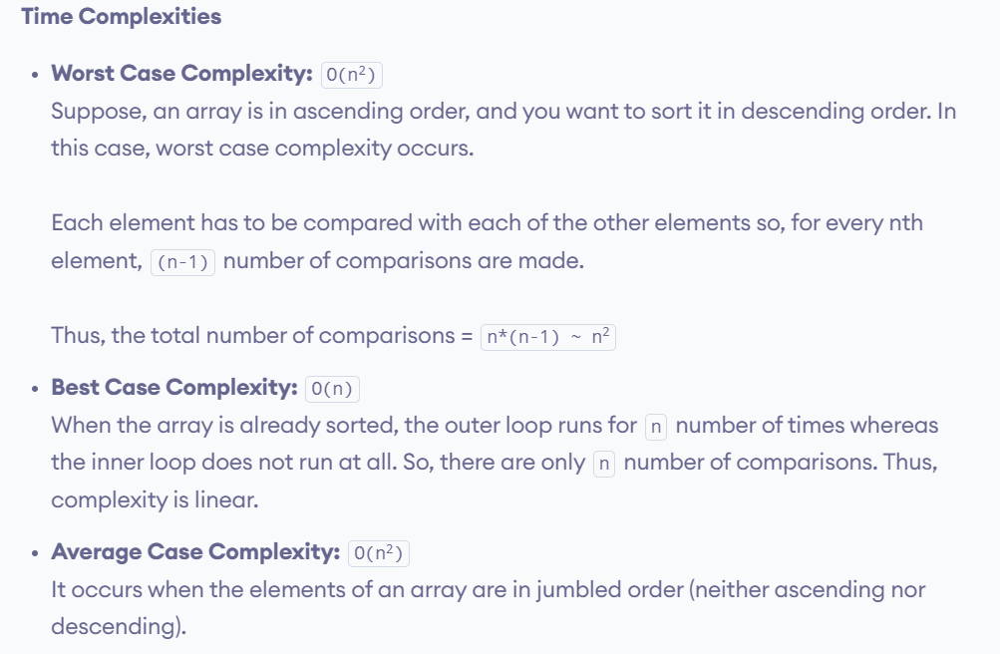 Time Complexities
• Worst Case Complexity: O(n²)
Suppose, an array is in ascending order, and you want to sort it in descending order. In
this case, worst case complexity occurs.
Each element has to be compared with each of the other elements so, for every nth
element, (n-1) number of comparisons are made.
Thus, the total number of comparisons = n*(n-1) ~ n²
• Best Case Complexity: O(n)
When the array is already sorted, the outer loop runs for n number of times whereas
the inner loop does not run at all. So, there are only n number of comparisons. Thus,
complexity is linear.
• Average Case Complexity: O(n²)
It occurs when the elements of an array are in jumbled order (neither ascending nor
descending).